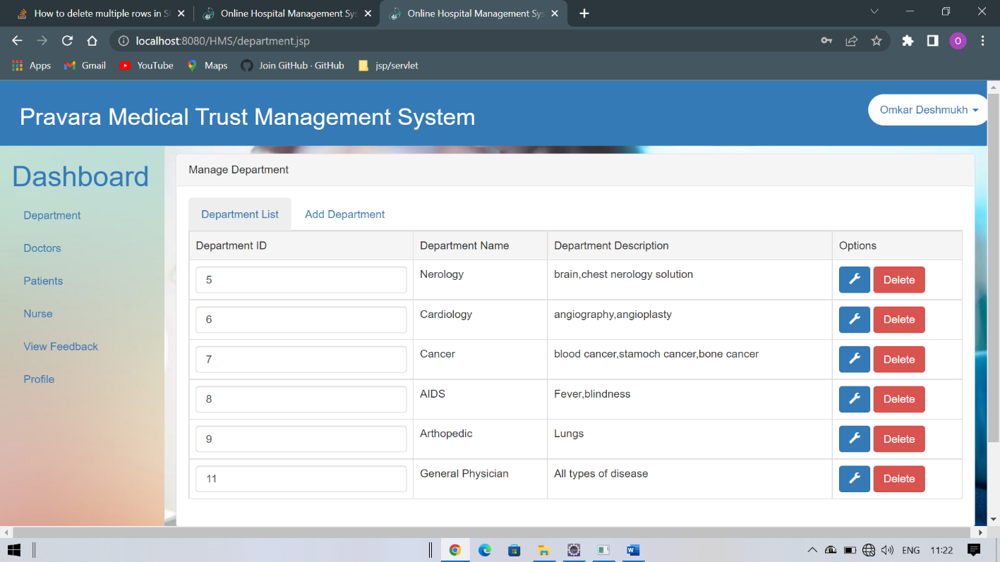 How to delete multiple rows in S
Online Hospital Management Sys
Online Hospital Management Sys
localhost:8080/HMS/department.jsp
O
Apps
Gmail
YouTube
Maps
Join GitHub · GitHub
jsp/servlet
Pravara Medical Trust Management System
Omkar Deshmukh
Dashboard
Department
Doctors
Patients
Nurse
View Feedback
Profile
Manage Department
Department List Add Department
Department ID Department Name Department Description Options
5 Nerology brain,chest nerology solution Delete
6 Cardiology angiography,angioplasty Delete
7 Cancer blood cancer,stamoch cancer,bone cancer Delete
8 AIDS Fever,blindness Delete
9 Arthopedic Lungs Delete
11 General Physician All types of disease Delete
W
ENG
11:22